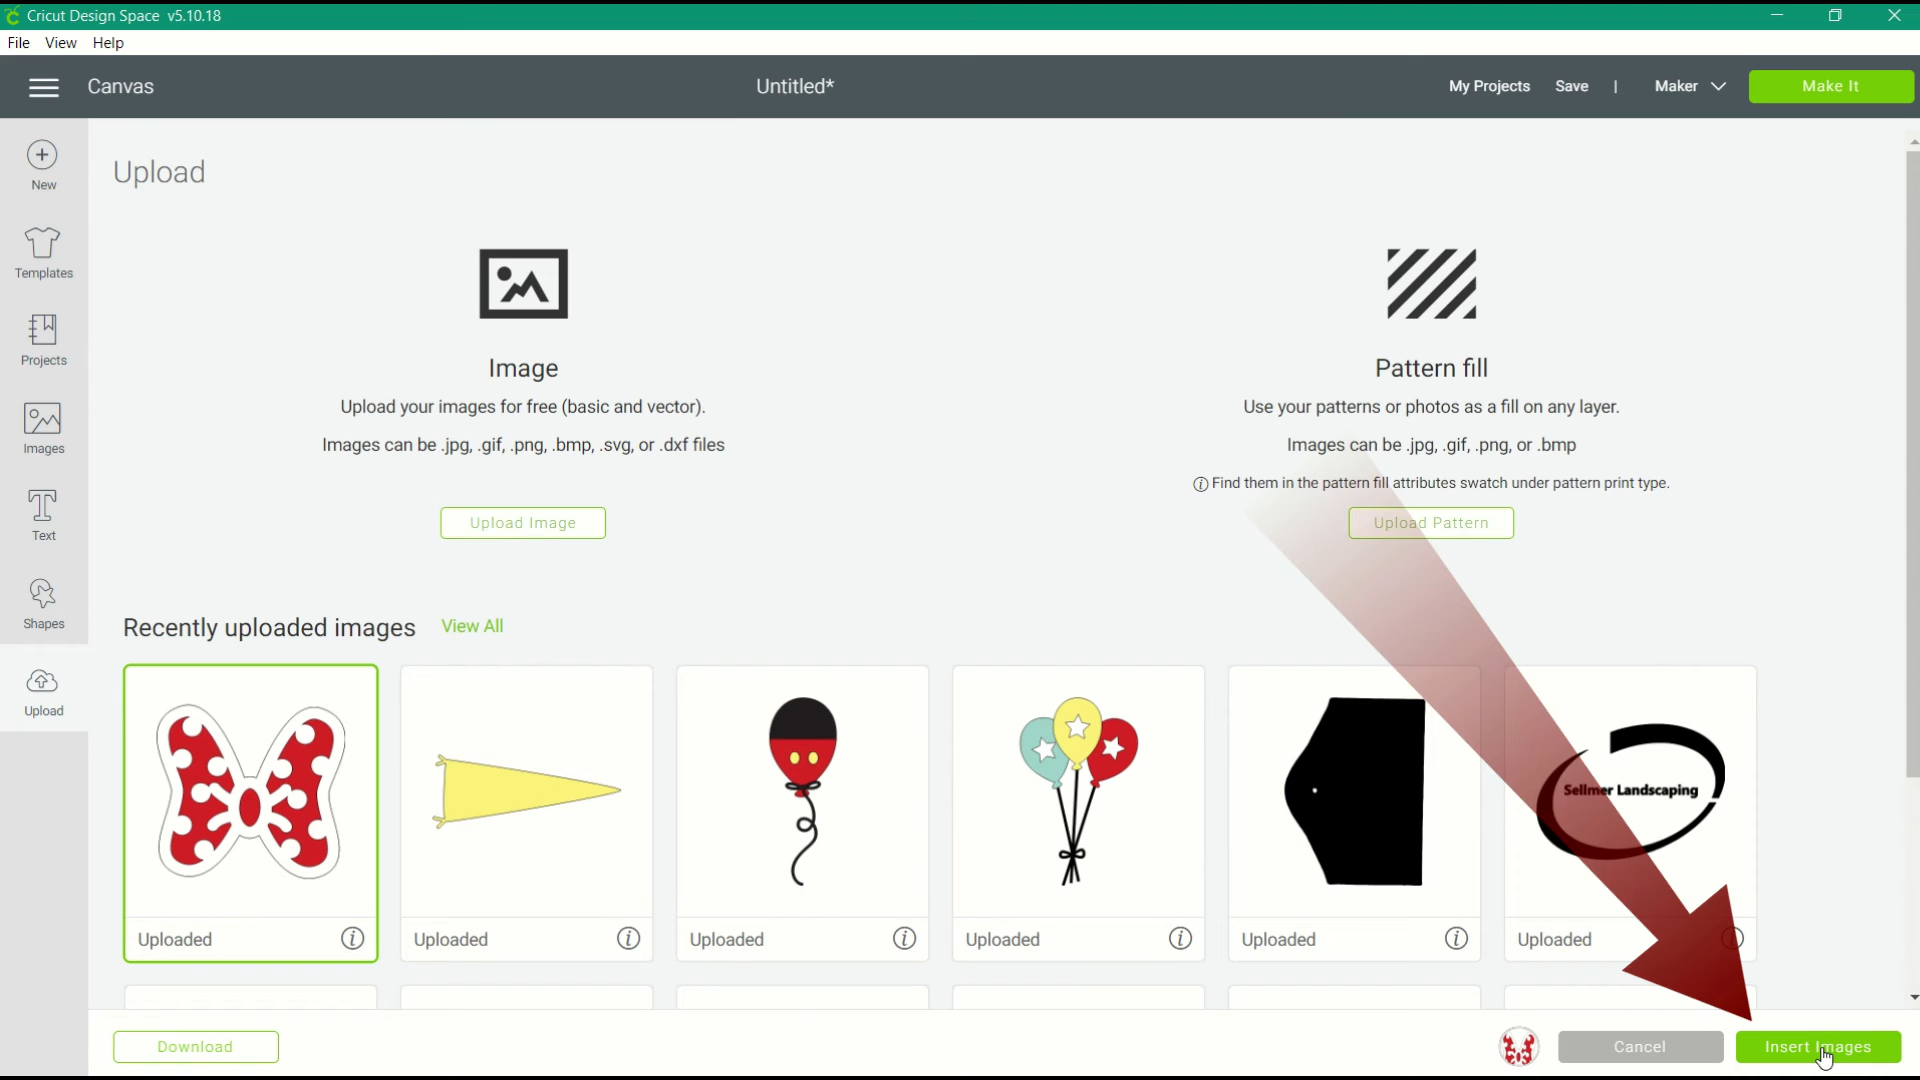 Cricut Design Space v5.10.18
File View Help
Canvas
Untitled*
My Projects Save | Maker Make It
New
Templates
Projects
Images
Text
Shapes
Upload
Upload
Image
Upload your images for free (basic and vector).
Images can be .jpg, .gif, .png, .bmp, .svg, or .dxf files
Upload Image
Pattern fill
Use your patterns or photos as a fill on any layer.
Images can be .jpg, .gif, .png, or .bmp
Find them in the pattern fill attributes swatch under pattern print type.
Upload Pattern
Recently uploaded images View All
Sellmer Landscaping
Uploaded
Uploaded
Uploaded
Uploaded
Uploaded
Uploaded
Download
Cancel
Insert Images